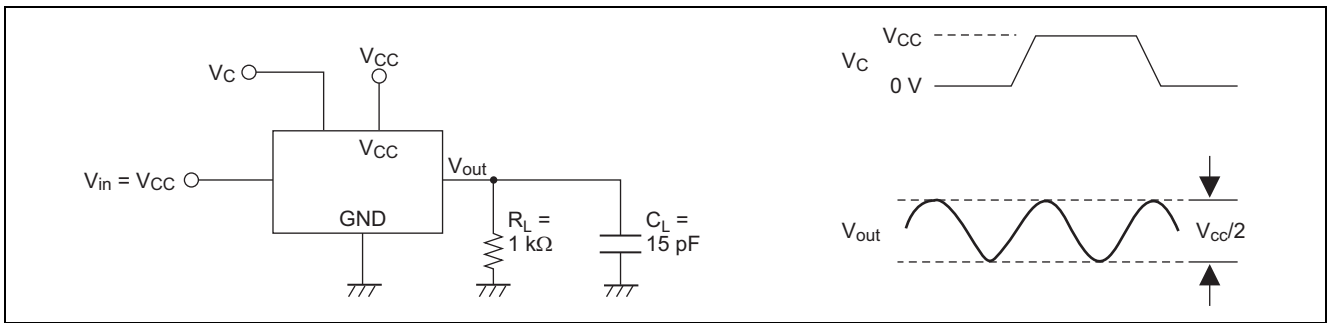 VC
VCC
VCC
Vin = VCC
Vout
GND
RL =
1 kΩ
CL =
15 pF
VCC
VC
0 V
Vout
Vcc/2